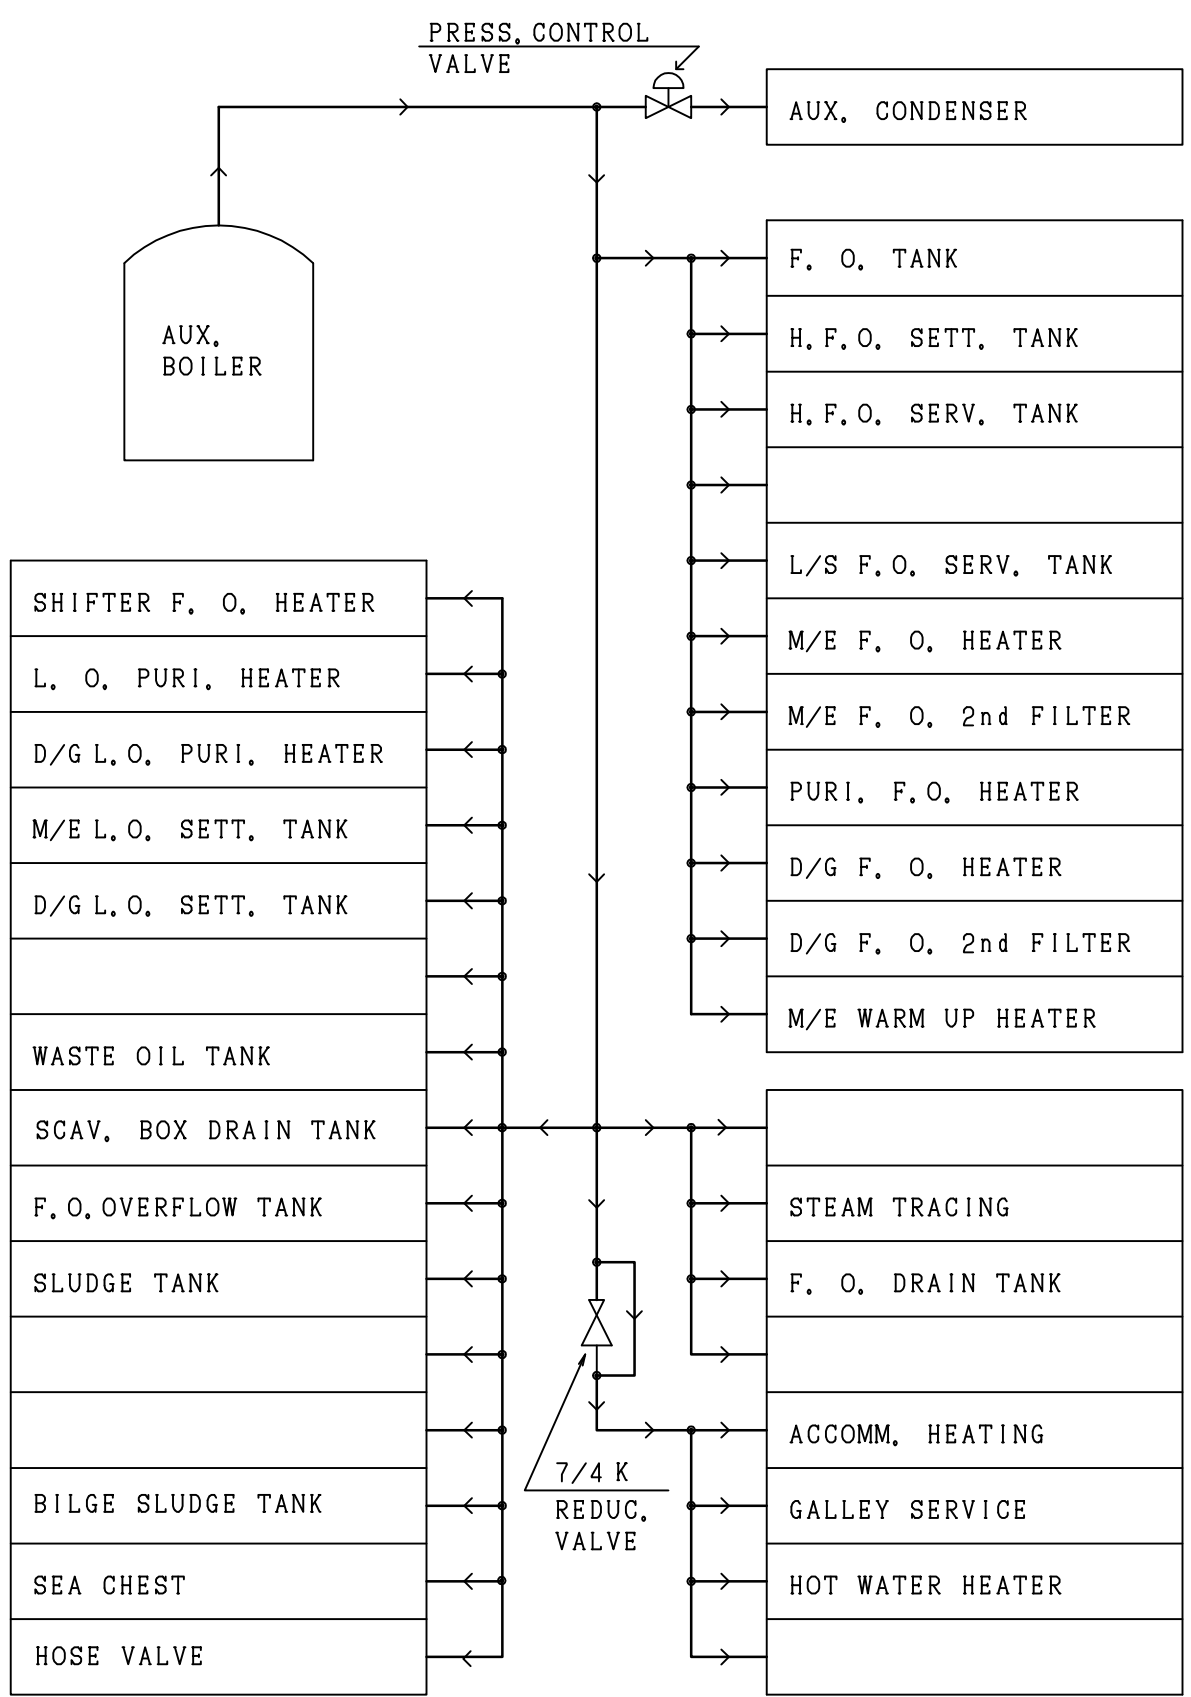 PRESS. CONTROL
VALVE
AUX. CONDENSER
AUX.
BOILER
F. O. TANK
H.F.O. SETT. TANK
H.F.O. SERV. TANK
L/S F.O. SERV. TANK
M/E F. O. HEATER
M/E F. O. 2nd FILTER
PURI. F.O. HEATER
D/G F. O. HEATER
D/G F. O. 2nd FILTER
M/E WARM UP HEATER
SHIFTER F. O. HEATER
L. O. PURI. HEATER
D/G L.O. PURI. HEATER
M/E L.O. SETT. TANK
D/G L.O. SETT. TANK
WASTE OIL TANK
SCAV. BOX DRAIN TANK
F.O.OVERFLOW TANK
SLUDGE TANK
BILGE SLUDGE TANK
SEA CHEST
HOSE VALVE
7/4 K
REDUC.
VALVE
STEAM TRACING
F. O. DRAIN TANK
ACCOMM. HEATING
GALLEY SERVICE
HOT WATER HEATER